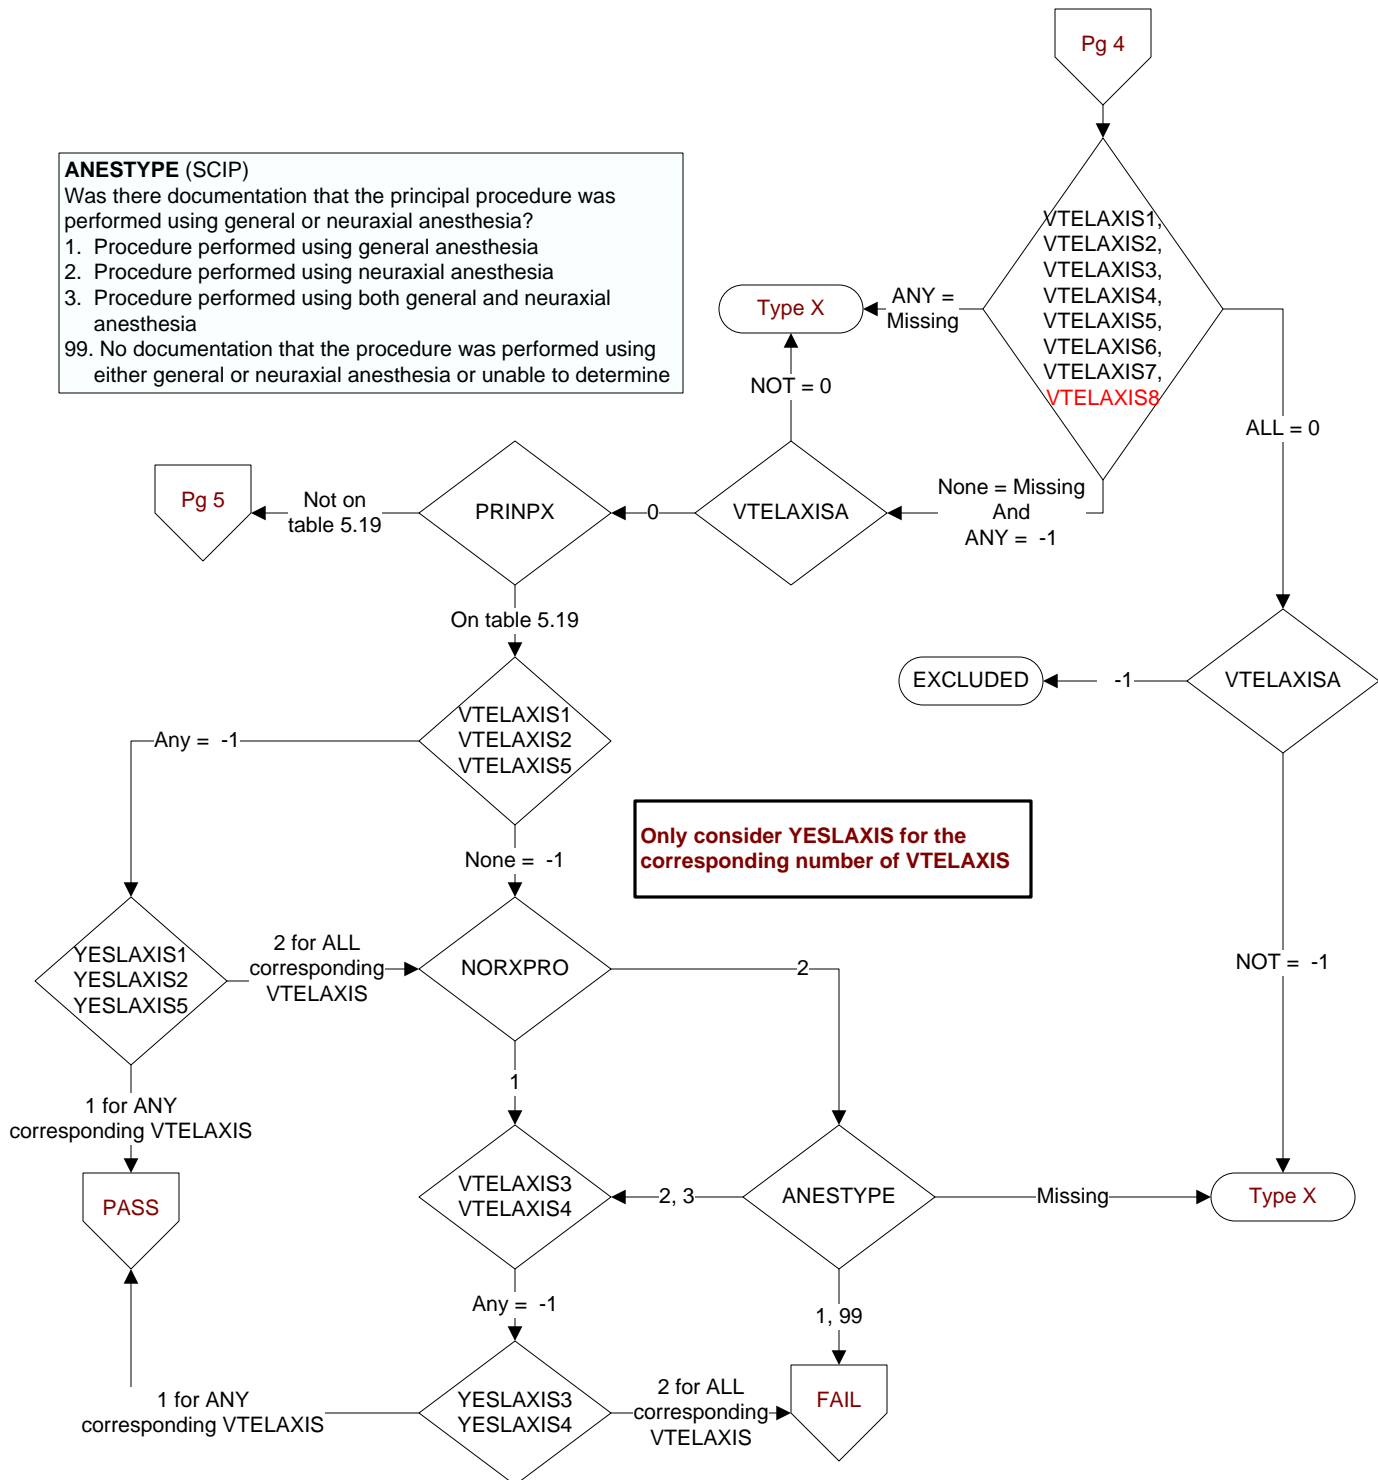 Pg 4
ANESTYPE (SCIP)
Was there documentation that the principal procedure was
performed using general or neuraxial anesthesia?
1. Procedure performed using general anesthesia
2. Procedure performed using neuraxial anesthesia
3. Procedure performed using both general and neuraxial
anesthesia
99. No documentation that the procedure was performed using
either general or neuraxial anesthesia or unable to determine
VTELAXIS1,
VTELAXIS2,
VTELAXIS3,
VTELAXIS4,
VTELAXIS5,
VTELAXIS6,
VTELAXIS7,
VTELAXIS8
ANY =
Missing
Type X
NOT = 0
ALL = 0
None = Missing
And
ANY = -1
VTELAXISA
0
PRINPX
Not on
table 5.19
Pg 5
On table 5.19
VTELAXISA
-1
EXCLUDED
VTELAXIS1
VTELAXIS2
VTELAXIS5
Any = -1
None = -1
Only consider YESLAXIS for the
corresponding number of VTELAXIS
YESLAXIS1
YESLAXIS2
YESLAXIS5
2 for ALL
corresponding
VTELAXIS
NORXPRO
2
NOT = -1
1
1 for ANY
corresponding VTELAXIS
PASS
VTELAXIS3
VTELAXIS4
2, 3
ANESTYPE
Missing
Type X
Any = -1
1, 99
1 for ANY
corresponding VTELAXIS
YESLAXIS3
YESLAXIS4
2 for ALL
corresponding
VTELAXIS
FAIL